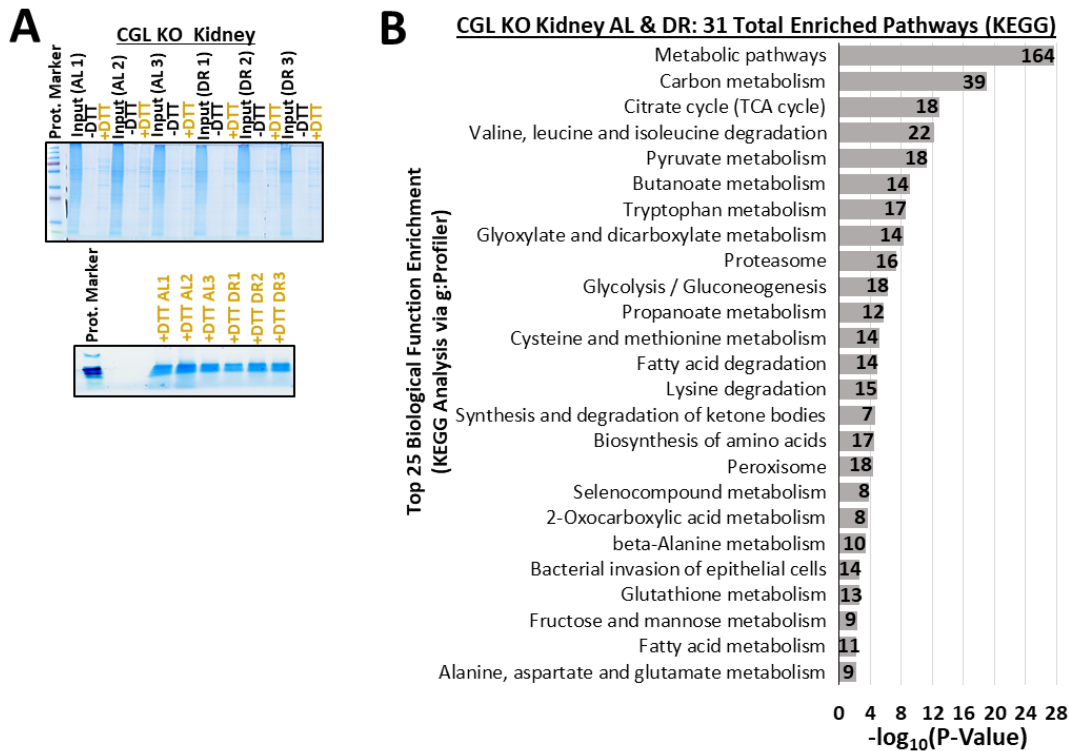 A
CGL KO Kidney
Prot. Marker
Input (AL 1)
-DTT
+DTT
Input (AL 2)
-DTT
+DTT
Input (AL 3)
-DTT
+DTT
Input (DR 1)
-DTT
+DTT
Input (DR 2)
-DTT
+DTT
Input (DR 3)
-DTT
+DTT
Prot. Marker
+DTT AL1
+DTT AL2
+DTT AL3
+DTT DR1
+DTT DR2
+DTT DR3
B
CGL KO Kidney AL & DR: 31 Total Enriched Pathways (KEGG)
Top 25 Biological Function Enrichment
(KEGG Analysis via g:Profiler)
Metabolic pathways 164
Carbon metabolism 39
Citrate cycle (TCA cycle) 18
Valine, leucine and isoleucine degradation 22
Pyruvate metabolism 18
Butanoate metabolism 14
Tryptophan metabolism 17
Glyoxylate and dicarboxylate metabolism 14
Proteasome 16
Glycolysis / Gluconeogenesis 18
Propanoate metabolism 12
Cysteine and methionine metabolism 14
Fatty acid degradation 14
Lysine degradation 15
Synthesis and degradation of ketone bodies 7
Biosynthesis of amino acids 17
Peroxisome 18
Selenocompound metabolism 8
2-Oxocarboxylic acid metabolism 8
beta-Alanine metabolism 10
Bacterial invasion of epithelial cells 14
Glutathione metabolism 13
Fructose and mannose metabolism 9
Fatty acid metabolism 11
Alanine, aspartate and glutamate metabolism 9
0 4 8 12 16 20 24 28
-log10(P-Value)